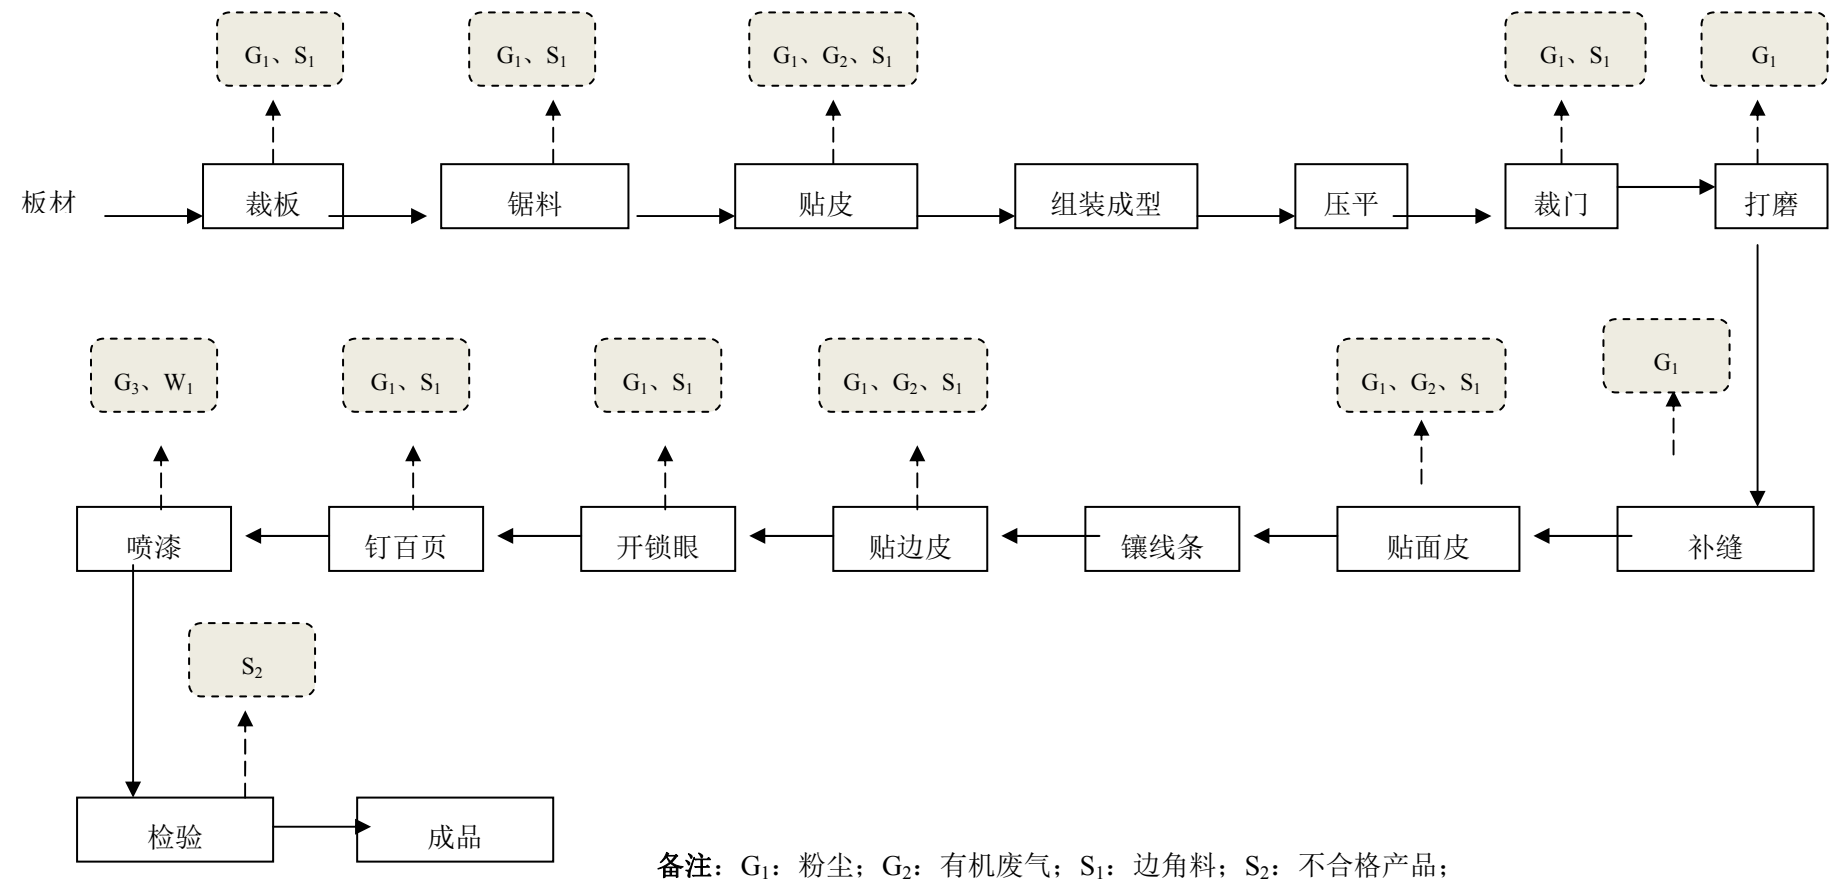 G₁、S₁
G₁、S₁
G₁、G₂、S₁
G₁、S₁
G₁
板材
裁板
锯料
贴皮
组装成型
压平
裁门
打磨
G₃、W₁
G₁、S₁
G₁、S₁
G₁、G₂、S₁
G₁、G₂、S₁
G₁
喷漆
钉百页
开锁眼
贴边皮
镶线条
贴面皮
补缝
S₂
检验
成品
备注：G₁：粉尘；G₂：有机废气；S₁：边角料；S₂：不合格产品；